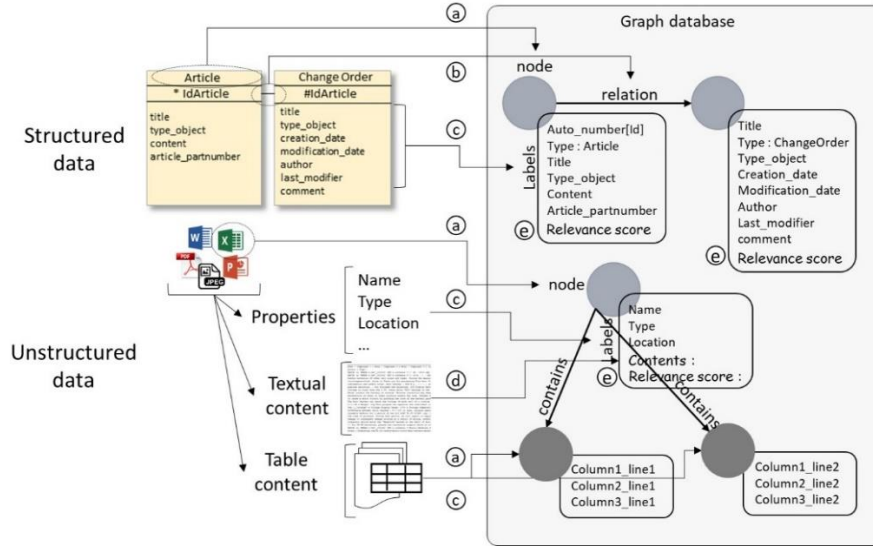 Graph database
a
node
Article
Change Order
* IdArticle
#IdArticle
b
relation
Structured
data
title
type_object
content
article_partnumber
title
type_object
creation_date
modification_date
author
last_modifier
comment
c
Labels
Auto_number[Id]
Type : Article
Title
Type_object
Content
Article_partnumber
e
Relevance score
Title
Type : ChangeOrder
Type_object
Creation_date
Modification_date
Author
Last_modifier
comment
e
Relevance score
a
W
X
PDF
JPEG
P
node
Unstructured
data
Properties
Name
Type
Location
...
c
Labels
Name
Type
Location
Contents :
e
Relevance score :
Textual
content
d
contains
contains
Table
content
a
c
Column1_line1
Column2_line1
Column3_line1
Column1_line2
Column2_line2
Column3_line2